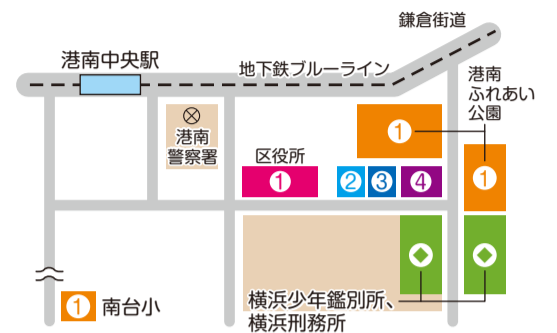 鎌倉街道
港南中央駅
地下鉄ブルーライン
港南
ふれあい
公園
港南
警察署
1
区役所
1
2
3
4
1
1
南台小
横浜少年鑑別所、
横浜刑務所